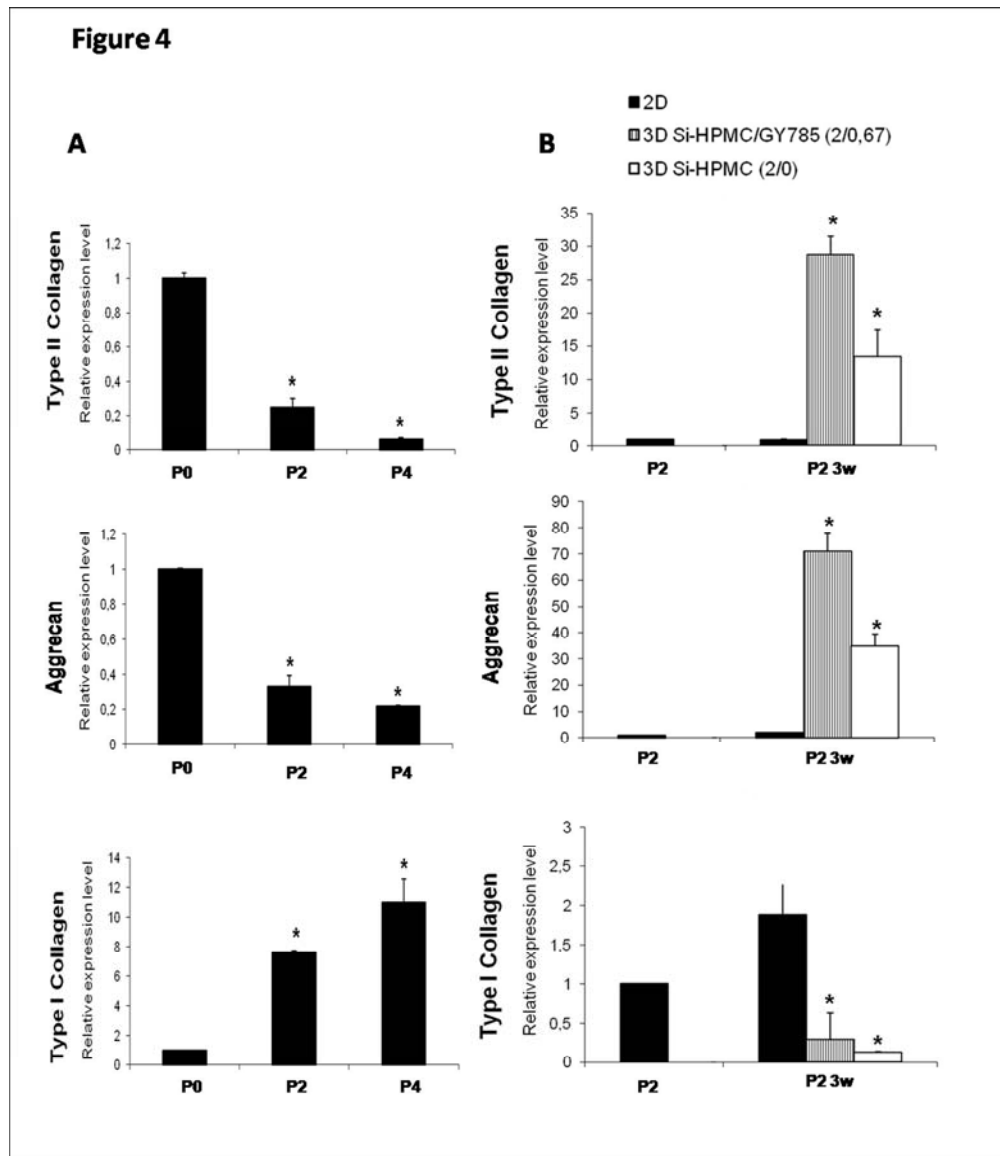 Figure 4
A
Type II Collagen
Relative expression level
1,2
1
0,8
0,6
0,4
0,2
0
*
*
P0
P2
P4
Aggrecan
Relative expression level
1,2
1
0,8
0,6
0,4
0,2
0
*
*
P0
P2
P4
Type I Collagen
Relative expression level
14
12
10
8
6
4
2
0
*
*
P0
P2
P4
B
2D
3D Si-HPMC/GY785 (2/0,67)
3D Si-HPMC (2/0)
Type II Collagen
Relative expression level
35
30
25
20
15
10
5
0
*
*
P2
P2 3w
Aggrecan
Relative expression level
90
80
70
60
50
40
30
20
10
0
*
*
P2
P2 3w
Type I Collagen
Relative expression level
3
2,5
2
1,5
1
0,5
0
*
*
P2
P2 3w